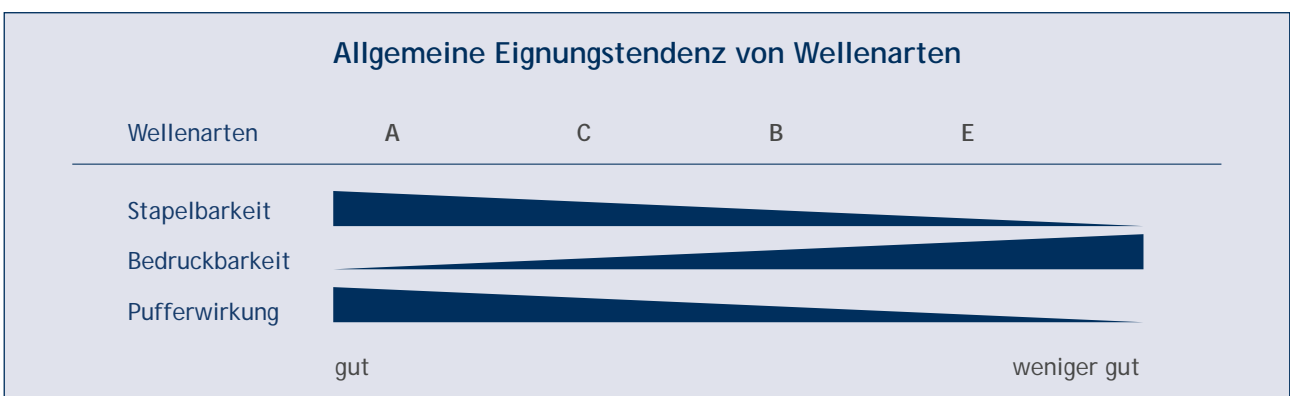 Allgemeine Eignungstendenz von Wellenarten
Wellenarten A C B E
Stapelbarkeit
Bedruckbarkeit
Pufferwirkung
gut weniger gut